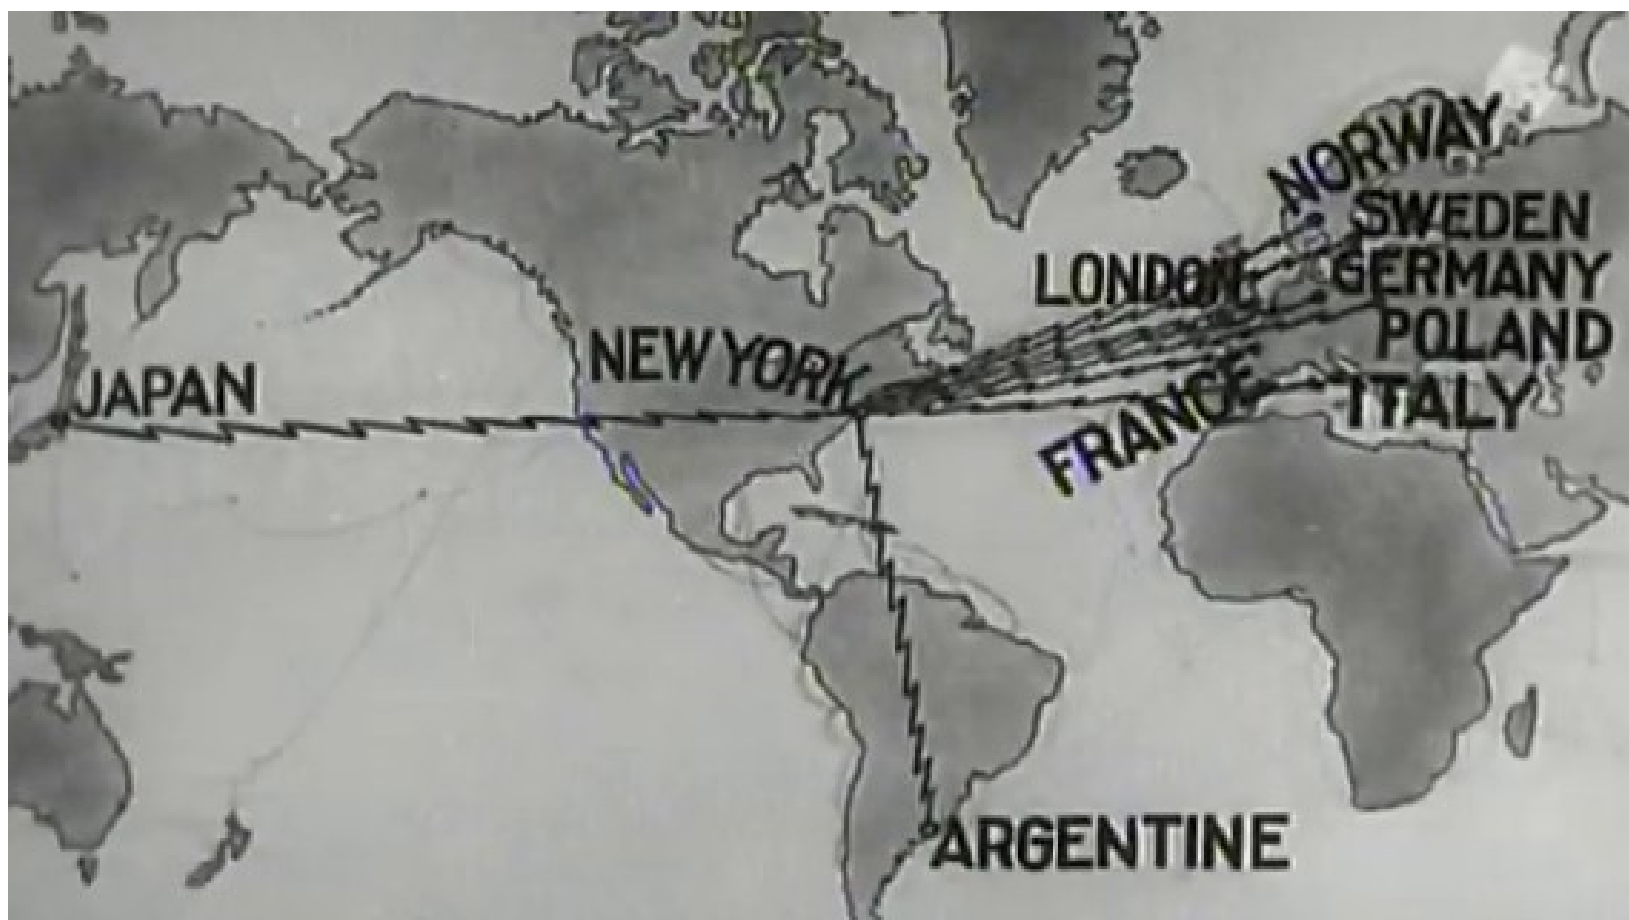 NORWAY
SWEDEN
LONDON
GERMANY
NEW YORK
POLAND
JAPAN
FRANCE
ITALY
ARGENTINE